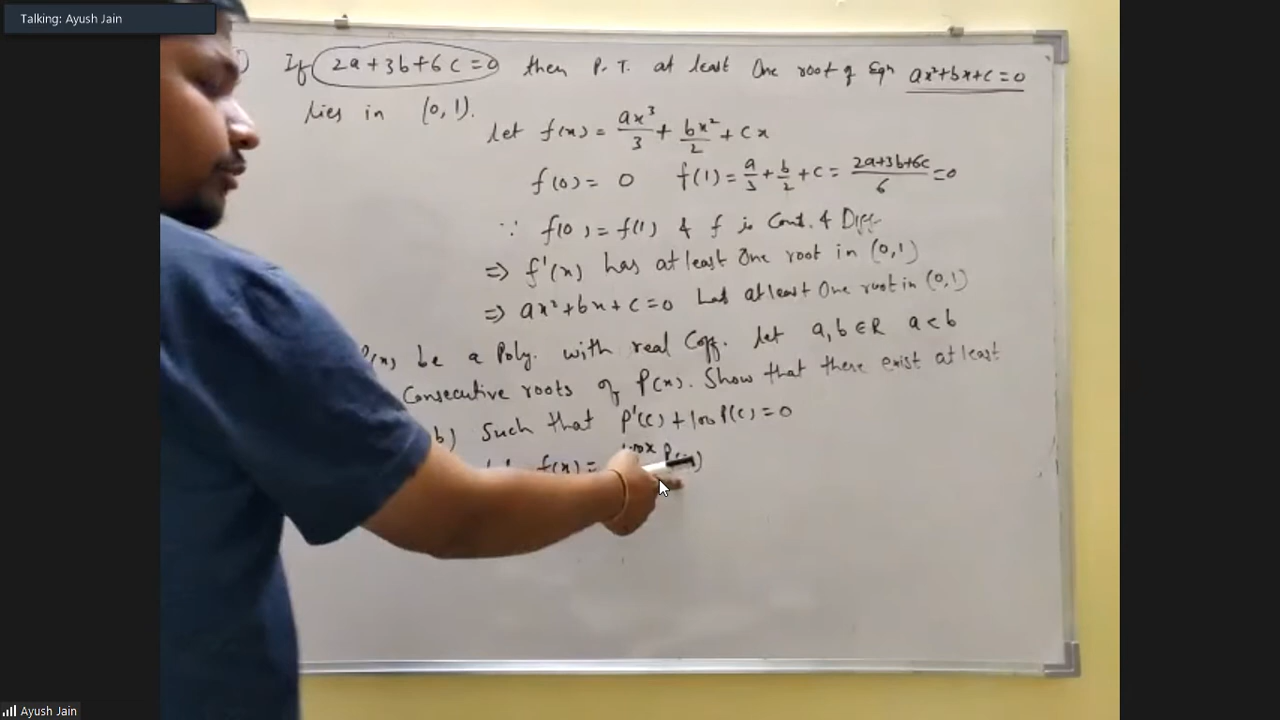 Talking: Ayush Jain
If 2a+3b+6c=0 then P.T. at least One root of Eqn ax²+bx+c=0
lies in (0,1).
let f(x) = ax³/3 + bx²/2 + cx
f(0) = 0 f(1) = a/3 + b/2 + c = 2a+3b+6c/6 = 0
∵ f(0) = f(1) & f is Cont. & Diff.
⇒ f'(x) has at least One root in (0,1)
⇒ ax²+bx+c=0 has at least One root in (0,1)
be a Poly. with real Coff. let a,b∈R a<b
Consecutive roots of P(x). Show that there exist at least
b) Such that P'(c)+100P(c)=0
f(x)=
Ayush Jain